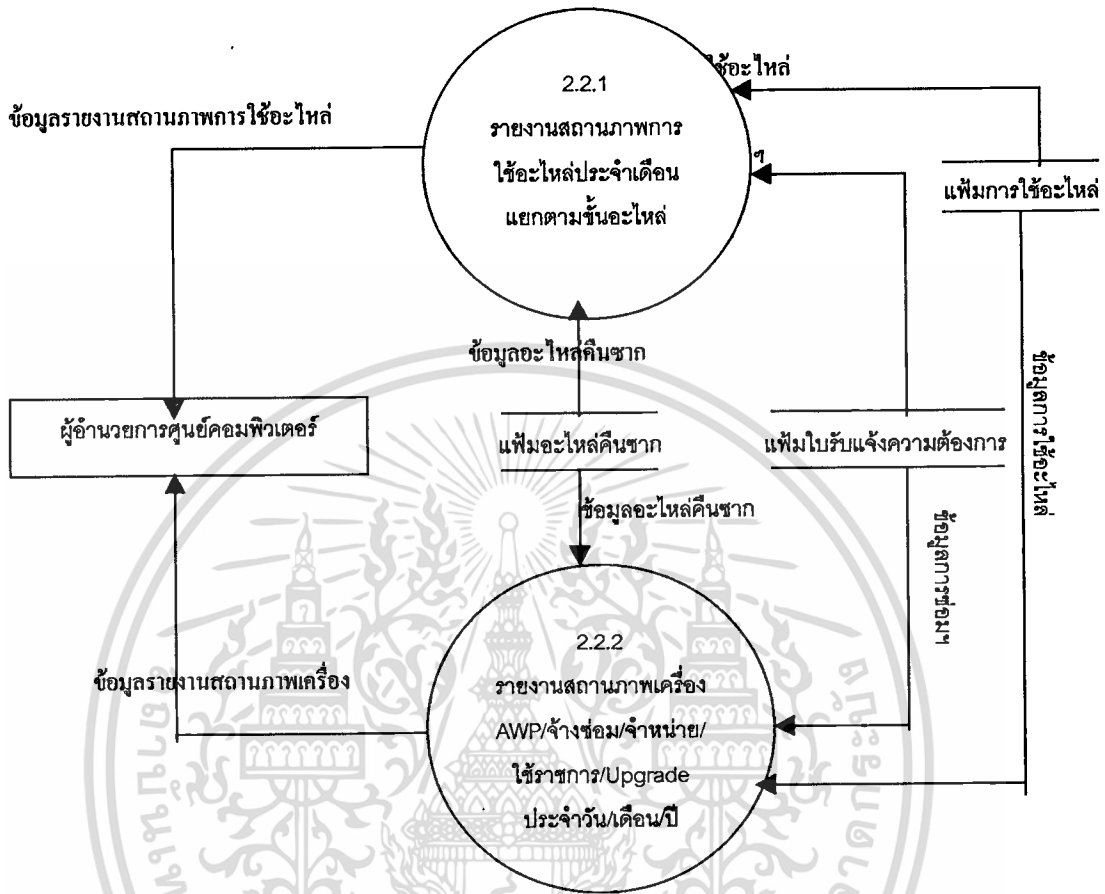 ใช้อะไหล่
2.2.1
ข้อมูลรายงานสถานภาพการใช้อะไหล่
รายงานสถานภาพการ
ฯ
ใช้อะไหล่ประจำเดือน
แยกตามชั้นอะไหล่
แฟ้มการใช้อะไหล่
ข้อมูลอะไหล่คืนซาก
ข้อมูลการใช้อะไหล่
ผู้อำนวยการศูนย์คอมพิวเตอร์
แฟ้มอะไหล่คืนซาก
แฟ้มใบรับแจ้งความต้องการ
ข้อมูลอะไหล่คืนซาก
ข้อมูลการซ่อมฯ
2.2.2
ข้อมูลรายงานสถานภาพเครื่อง
รายงานสถานภาพเครื่อง
AWP/จ้างซ่อม/จำหน่าย/
ใช้ราชการ/Upgrade
ประจำวัน/เดือน/ปี